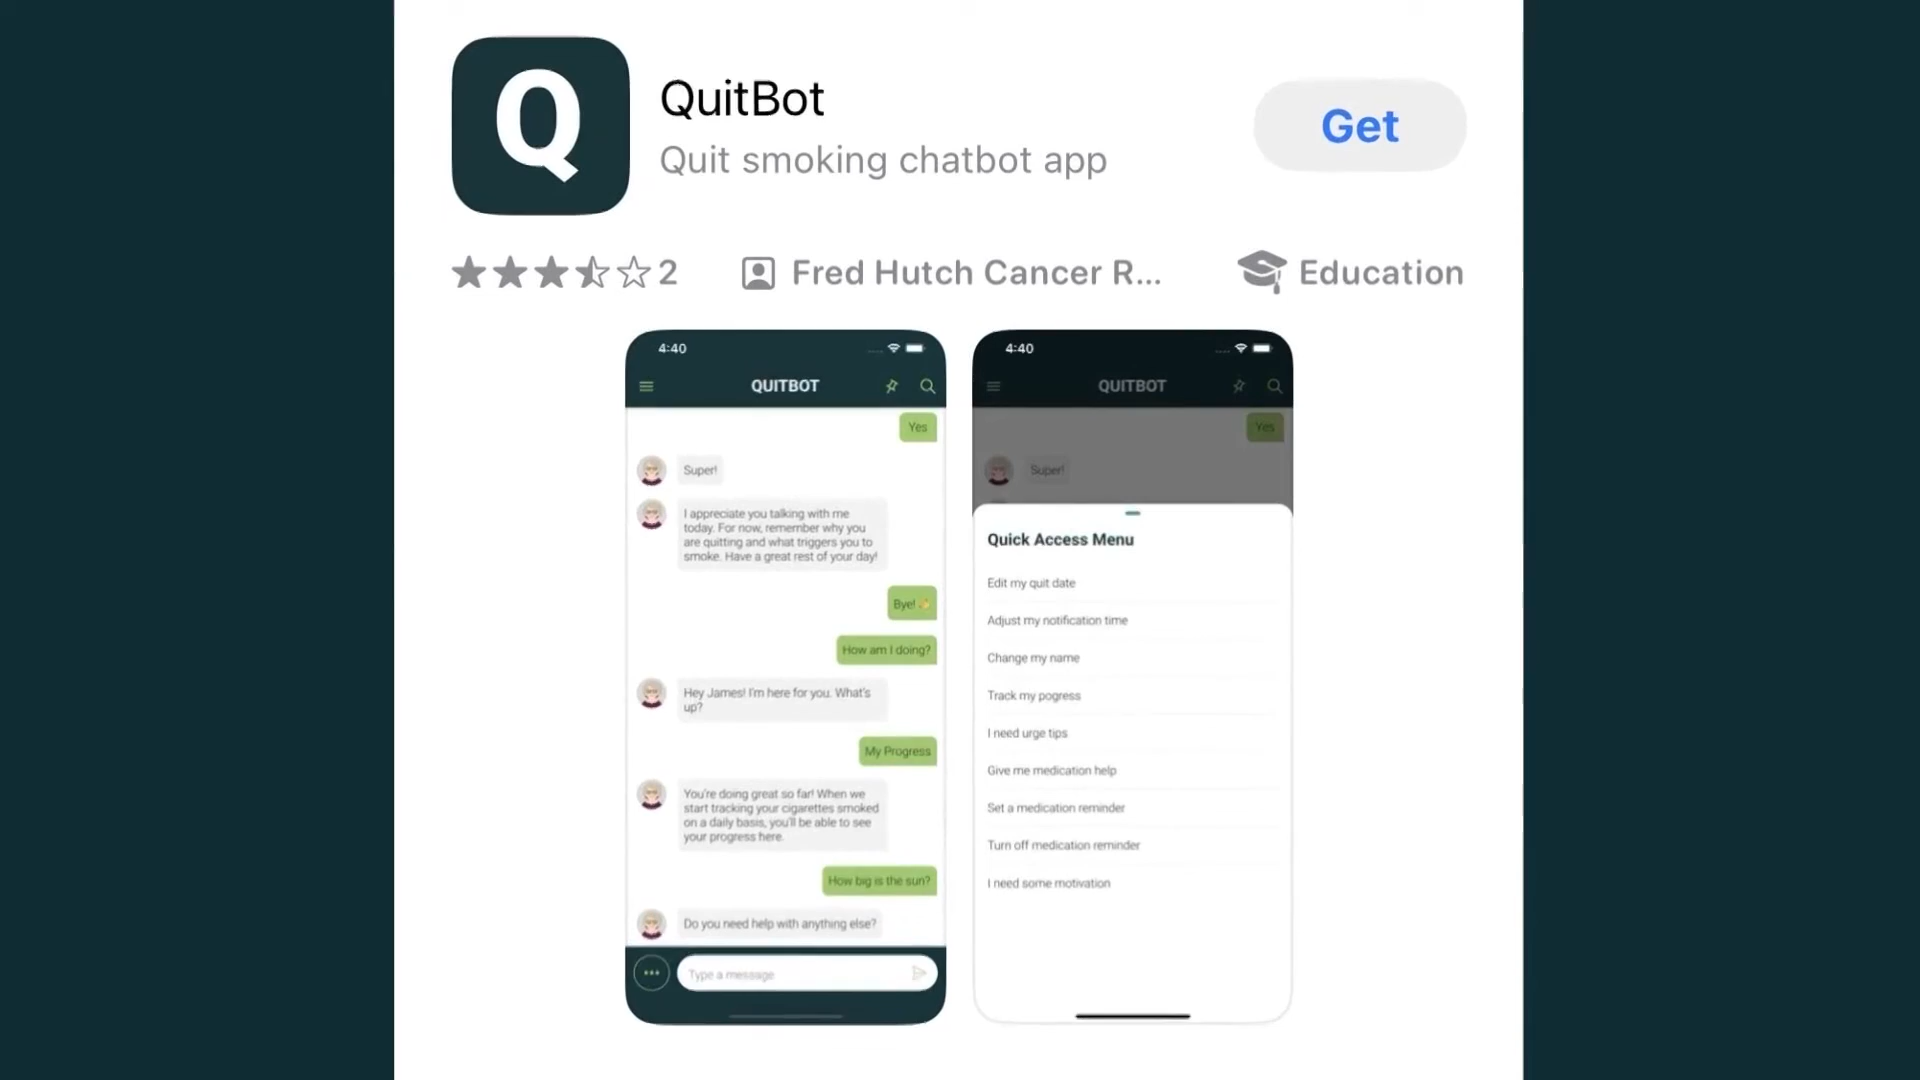 Q
QuitBot
Quit smoking chatbot app
Get
2
Fred Hutch Cancer R...
Education
4:40
QUITBOT
Yes
Super!
I appreciate you talking with me
today. For now, remember why you
are quitting and what triggers you to
smoke. Have a great rest of your day!
Bye! 👍
How am I doing?
Hey James! I'm here for you. What's
up?
My Progress
You're doing great so far! When we
start tracking your cigarettes smoked
on a daily basis, you'll be able to see
your progress here.
How big is the sun?
Do you need help with anything else?
Type a message
4:40
QUITBOT
Yes
Super!
Quick Access Menu
Edit my quit date
Adjust my notification time
Change my name
Track my pogress
I need urge tips
Give me medication help
Set a medication reminder
Turn off medication reminder
I need some motivation